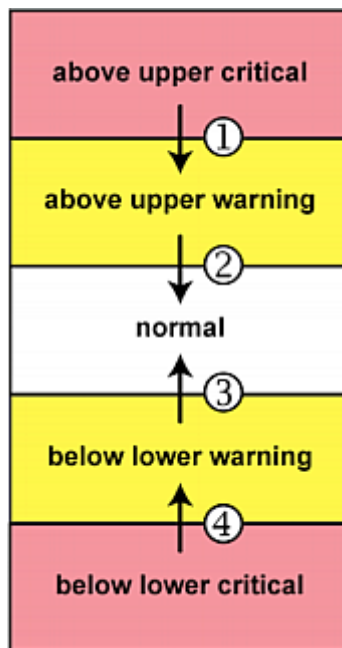 above upper critical
①
above upper warning
②
normal
③
below lower warning
④
below lower critical